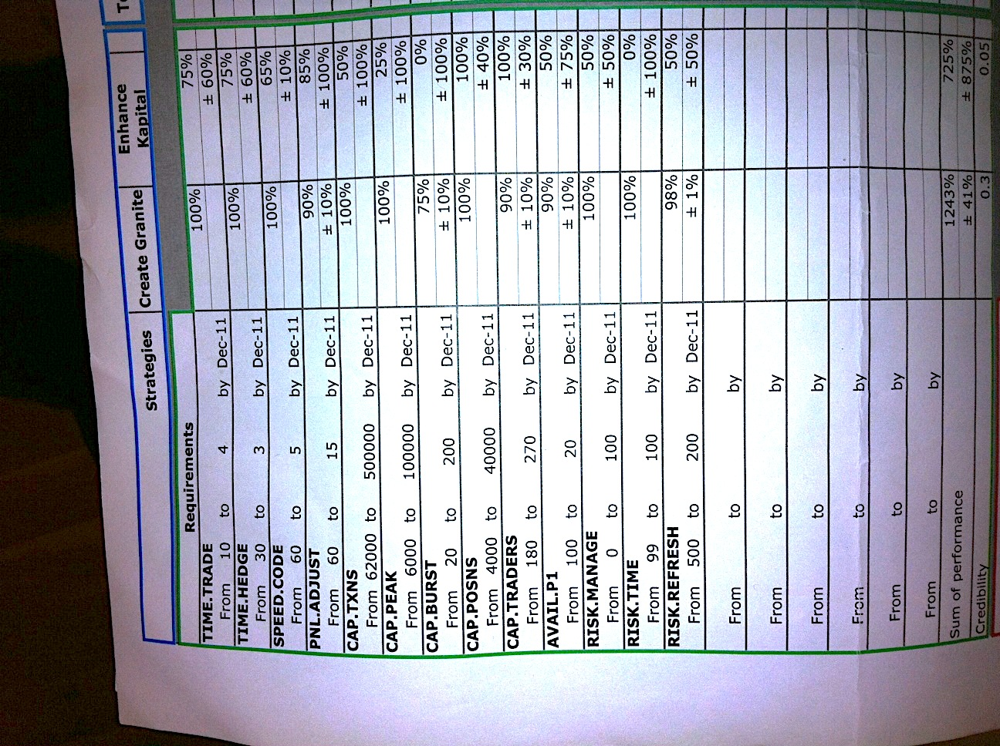 Strategies Create Granite Enhance Kapital
Requirements
TIME.TRADE 100% 75%
From 10 to 4 by Dec-11 ± 60%
TIME.HEDGE 100% 75%
From 30 to 3 by Dec-11 ± 60%
SPEED.CODE 100% 65%
From 60 to 5 by Dec-11 ± 10%
PNL.ADJUST 90% 85%
From 60 to 15 by Dec-11 ± 10% ± 100%
CAP.TXNS 100% 50%
From 62000 to 500000 by Dec-11 ± 100%
CAP.PEAK 100% 25%
From 6000 to 100000 by Dec-11 ± 100%
CAP.BURST 75% 0%
From 20 to 200 by Dec-11 ± 10% ± 100%
CAP.POSNS 100% 100%
From 4000 to 40000 by Dec-11 ± 40%
CAP.TRADERS 90% 100%
From 180 to 270 by Dec-11 ± 10% ± 30%
AVAIL.P1 90% 50%
From 100 to 20 by Dec-11 ± 10% ± 75%
RISK.MANAGE 100% 50%
From 0 to 100 by Dec-11 ± 50%
RISK.TIME 100% 0%
From 99 to 100 by Dec-11 ± 100%
RISK.REFRESH 98% 50%
From 500 to 200 by Dec-11 ± 1% ± 50%
From to by
From to by
From to by
From to by
From to by
From to by
Sum of performance 1243% 725%
± 41% ± 875%
Credibility 0.3 0.05